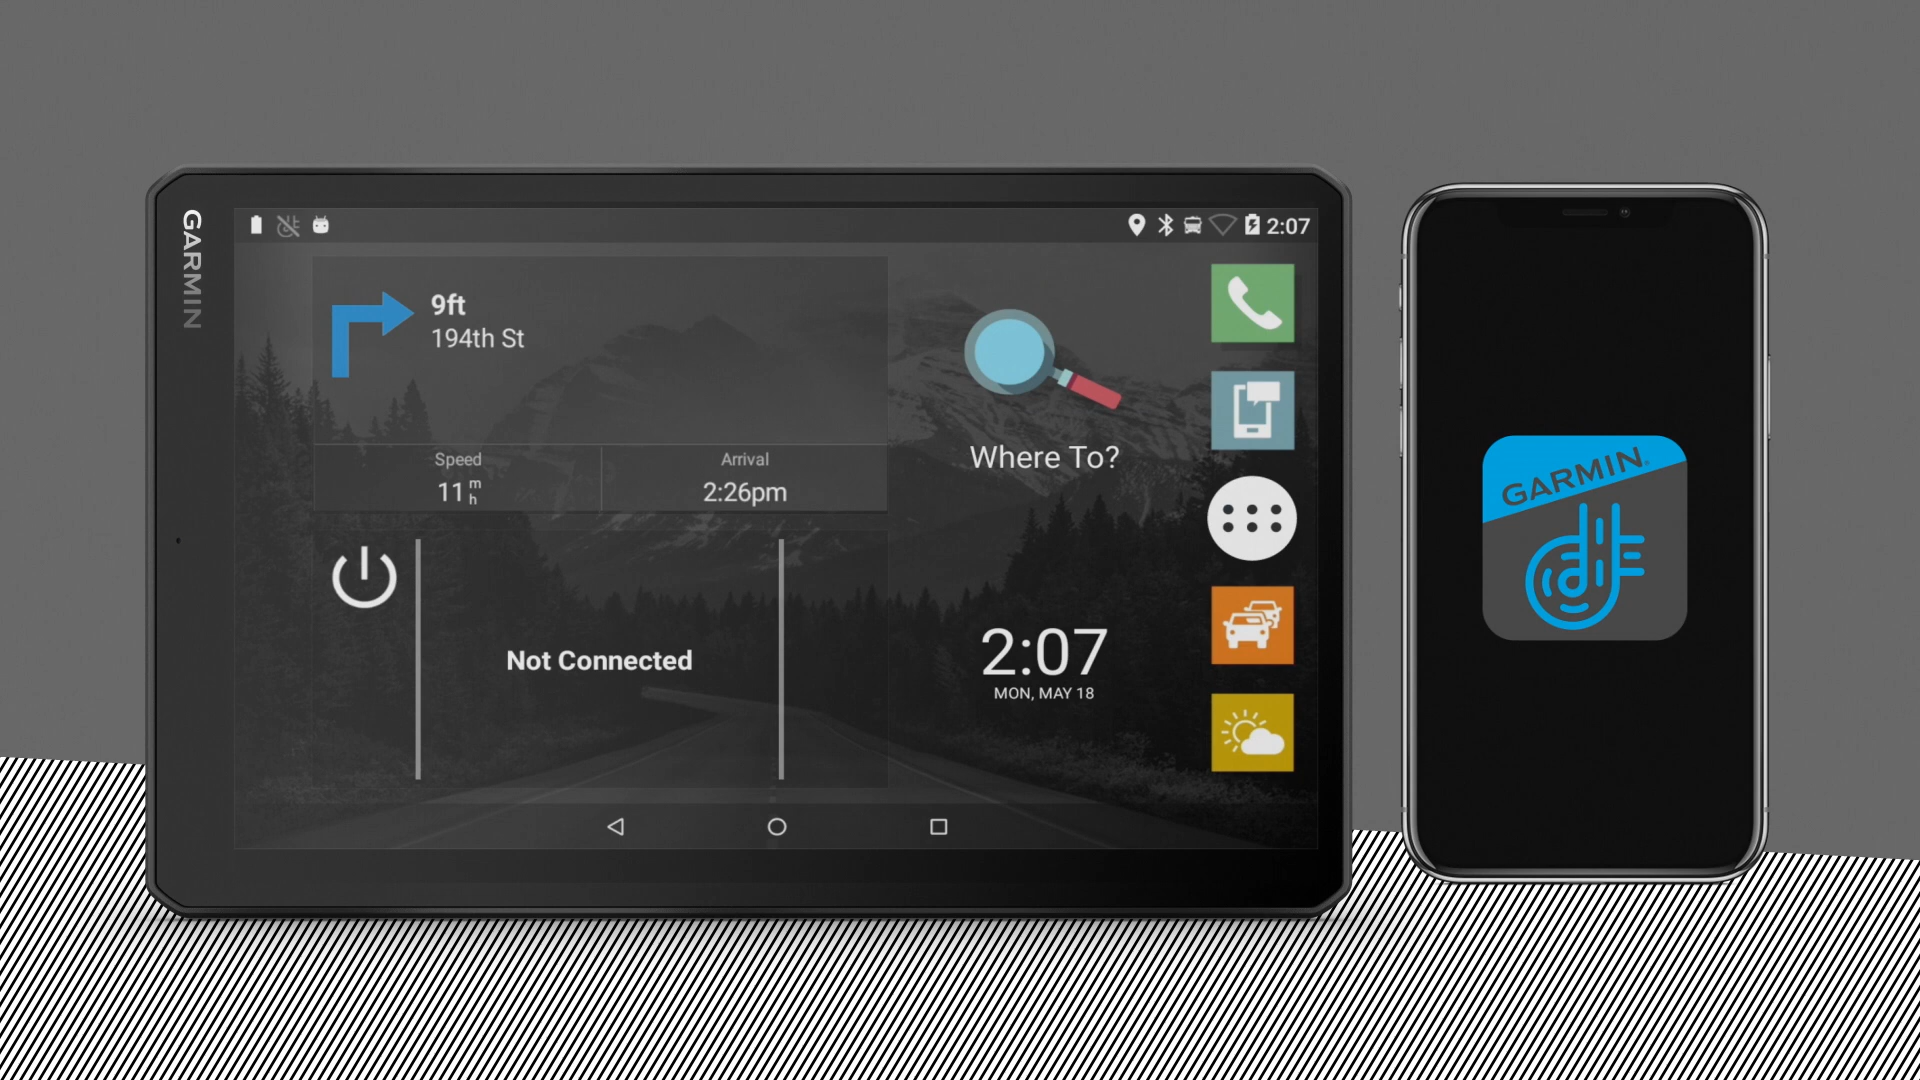 GARMIN
2:07
9ft
194th St
Speed
11 mh
Arrival
2:26pm
Where To?
Not Connected
2:07
MON, MAY 18
GARMIN